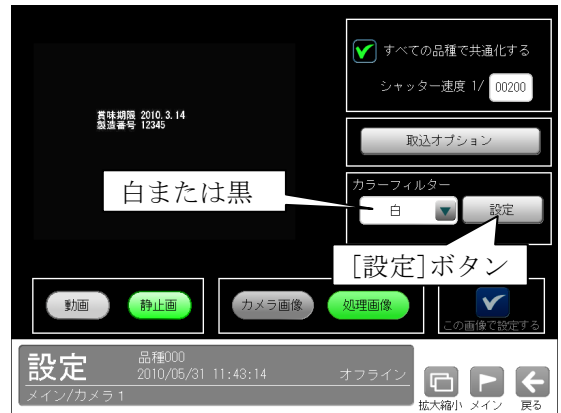 すべての品種で共通化する
シャッター速度 1/ 00200
賞味期限 2010.3.14
製造番号 12345
取込オプション
カラーフィルター
白または黒
白
設定
[設定]ボタン
動画
静止画
カメラ画像
処理画像
この画像で設定する
設定
品種000
2010/05/31 11:43:14
オフライン
メイン/カメラ1
拡大縮小
メイン
戻る